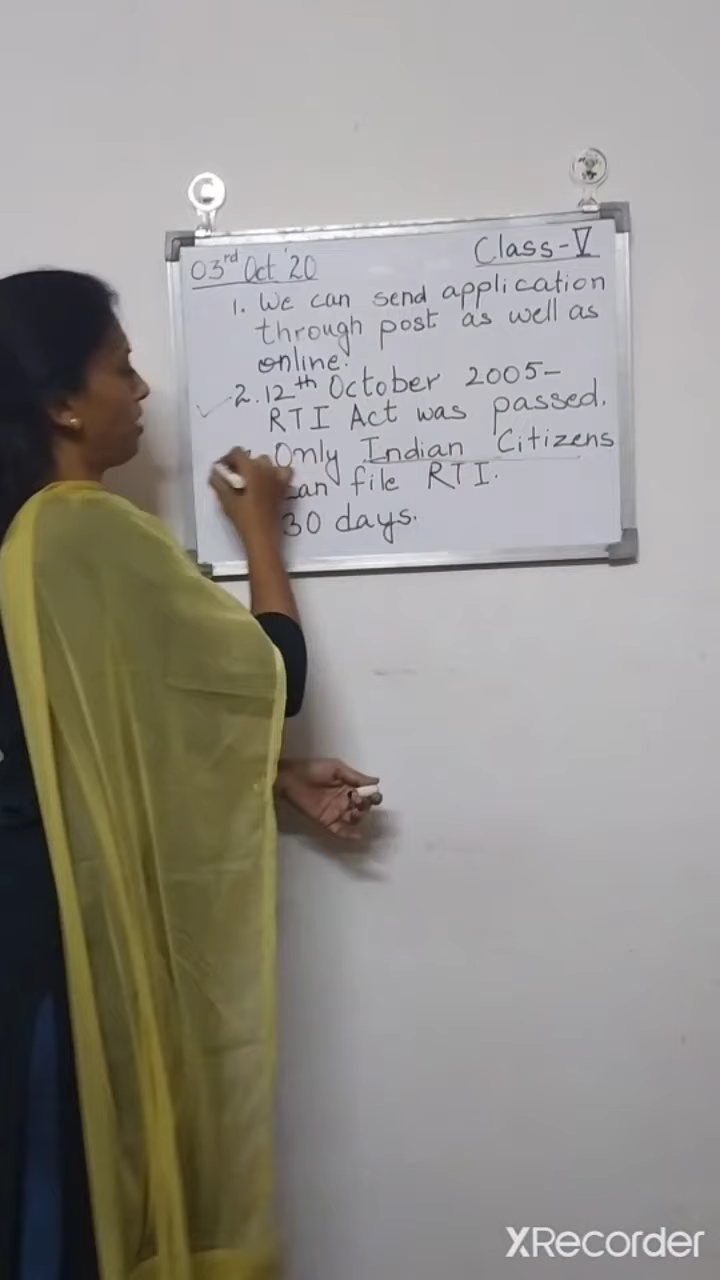 03rd Oct '20
Class-V
1. We can send application
through post as well as
online.
2. 12th October 2005-
RTI Act was passed.
Only Indian Citizens
can file RTI.
30 days.
XRecorder